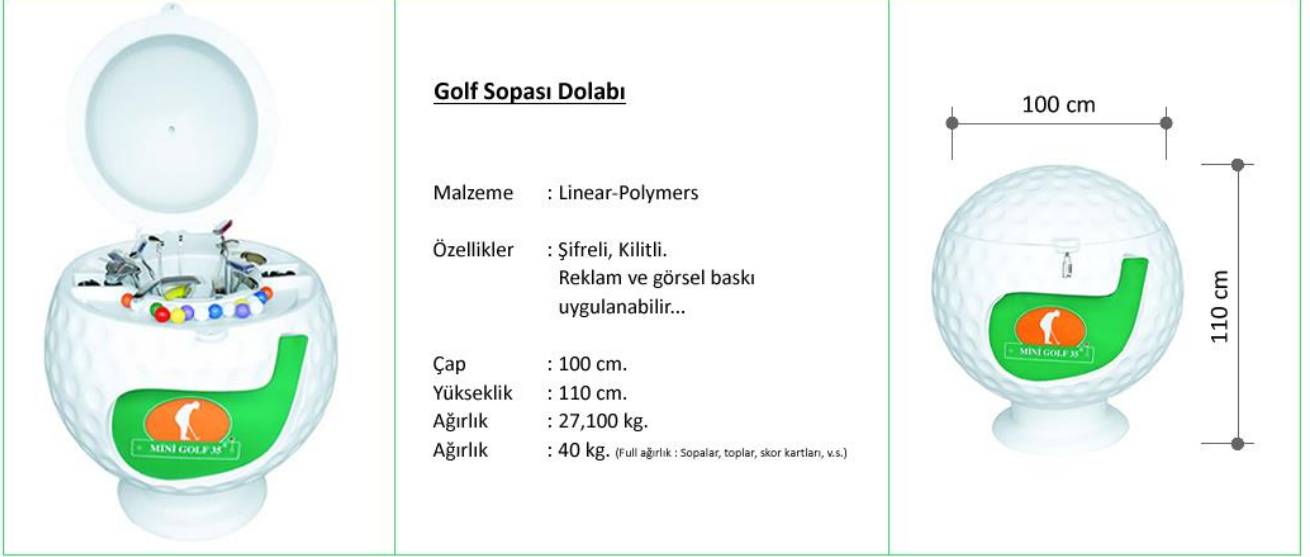 Golf Sopası Dolabı
Malzeme : Linear-Polymers
Özellikler : Şifreli, Kilitli.
Reklam ve görsel baskı
uygulanabilir...
Çap : 100 cm.
Yükseklik : 110 cm.
Ağırlık : 27,100 kg.
Ağırlık : 40 kg. (Full ağırlık : Sopalar, toplar, skor kartları, v.s.)
MİNİ GOLF 35
100 cm
110 cm
MİNİ GOLF 35